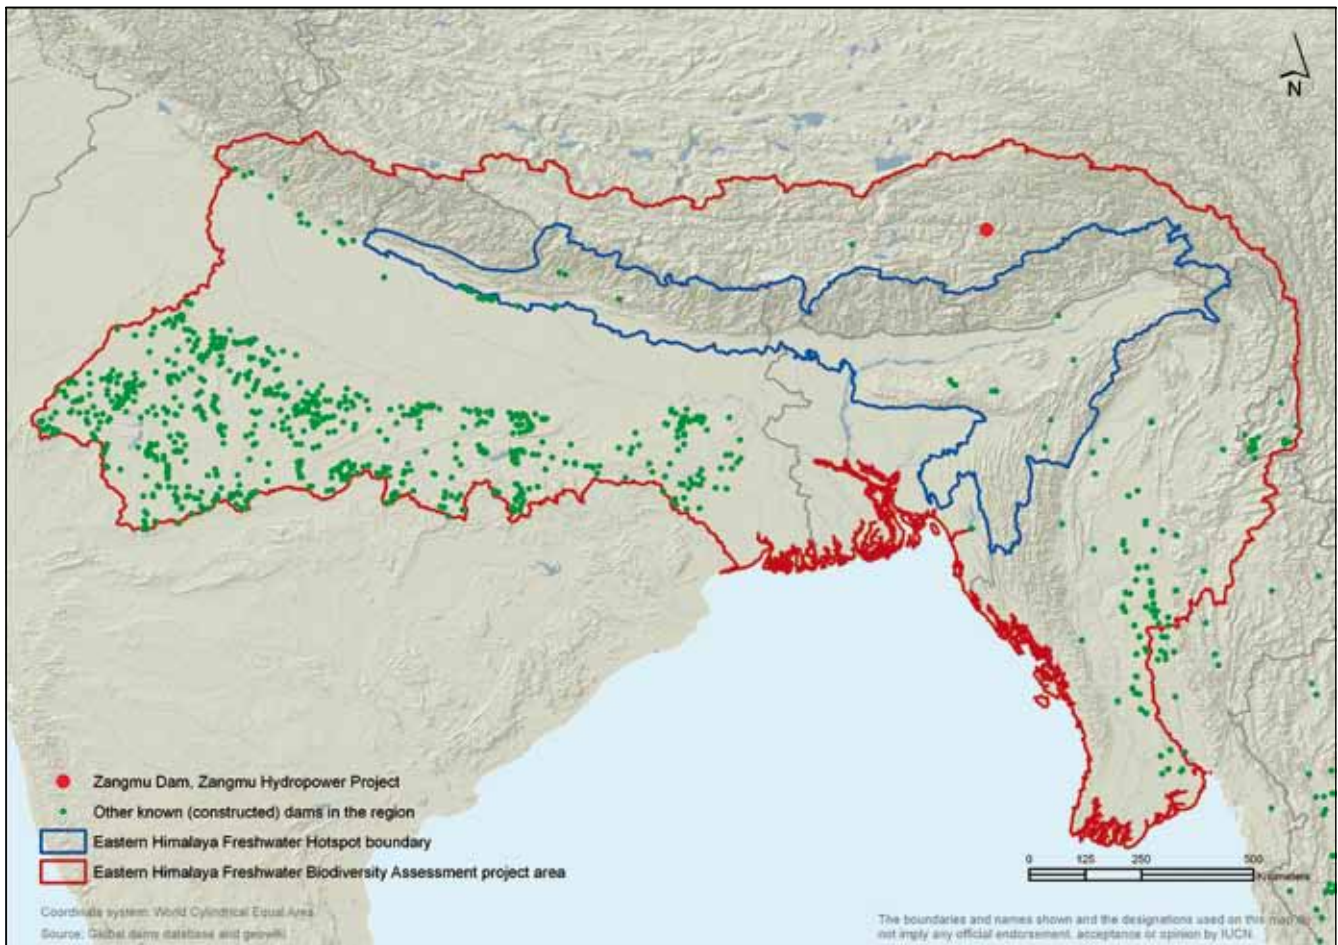 N
Zangmu Dam, Zangmu Hydropower Project
Other known (constructed) dams in the region
Eastern Himalaya Freshwater Hotspot boundary
Eastern Himalaya Freshwater Biodiversity Assessment project area
0 125 250 500
Kilometers
Coordinate system: World Cylindrical Equal Area
Source: Global dams database and geowiki
The boundaries and names shown and the designations used on this map do
not imply any official endorsement, acceptance or opinion by IUCN.